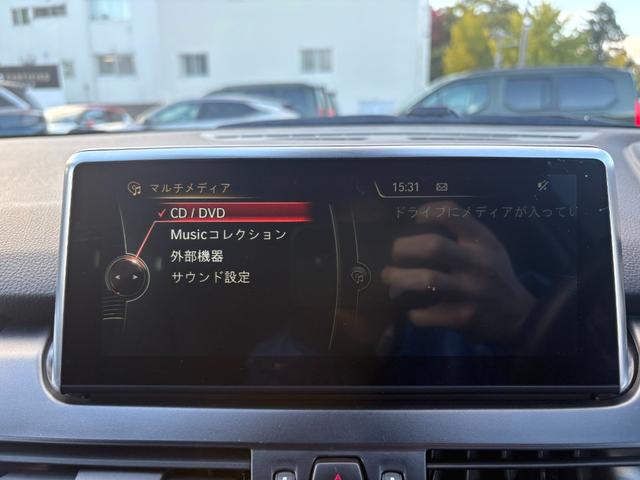 マルチメディア
15:31
CD / DVD
ドライブにメディアが入ってい
Musicコレクション
外部機器
サウンド設定